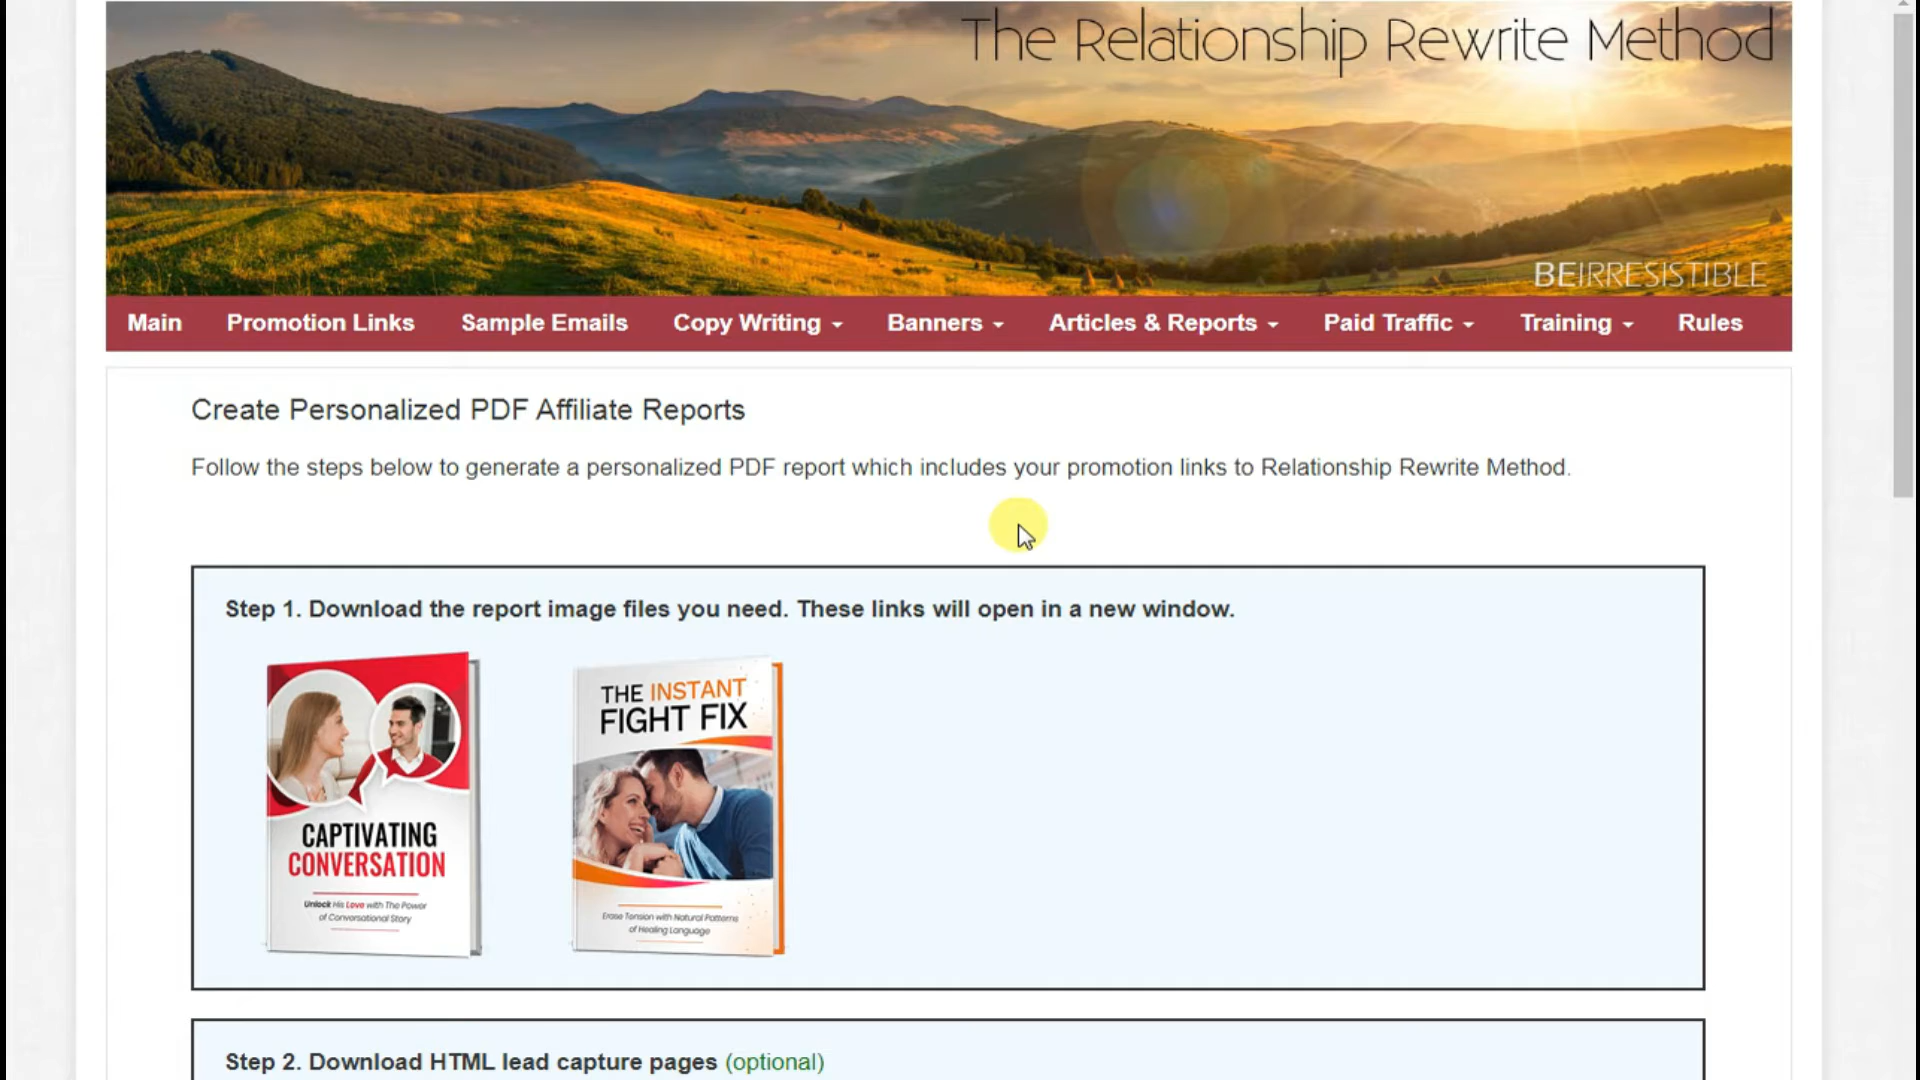 The Relationship Rewrite Method
BEIRRESISTIBLE
Main Promotion Links Sample Emails Copy Writing Banners Articles & Reports Paid Traffic Training Rules
Create Personalized PDF Affiliate Reports
Follow the steps below to generate a personalized PDF report which includes your promotion links to Relationship Rewrite Method.
Step 1. Download the report image files you need. These links will open in a new window.
CAPTIVATING
CONVERSATION
Unlock His Love with The Power
of Conversational Story
THE INSTANT
FIGHT FIX
Erase Tension with Natural Patterns
of Healing Language
Step 2. Download HTML lead capture pages (optional)